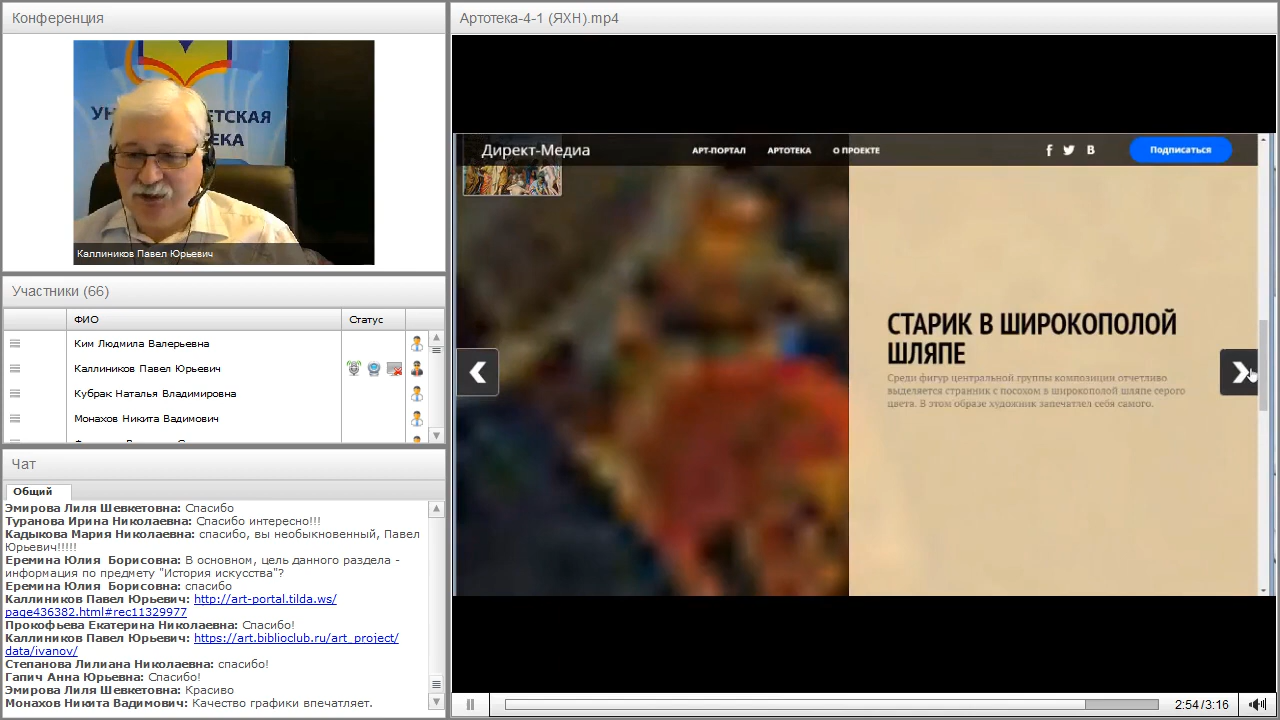 Конференция
УН
ЕТСКАЯ
ЕКА
Каллиников Павел Юрьевич
Участники (66)
ФИО
Статус
Ким Людмила Валерьевна
Каллиников Павел Юрьевич
Кубрак Наталья Владимировна
Монахов Никита Вадимович
Чат
Общий
Эмирова Лиля Шевкетовна: Спасибо
Туранова Ирина Николаевна: Спасибо интересно!!!
Кадыкова Мария Николаевна: спасибо, вы необыкновенный, Павел
Юрьевич!!!!!
Еремина Юлия Борисовна: В основном, цель данного раздела -
информация по предмету "История искусства"?
Еремина Юлия Борисовна: спасибо
Каллиников Павел Юрьевич: http://art-portal.tilda.ws/
page436382.html#rec11329977
Прокофьева Екатерина Николаевна: Спасибо!
Каллиников Павел Юрьевич: https://art.biblioclub.ru/art_project/
data/ivanov/
Степанова Лилиана Николаевна: спасибо!
Гапич Анна Юрьевна: Спасибо!
Эмирова Лиля Шевкетовна: Красиво
Монахов Никита Вадимович: Качество графики впечатляет.
Артотека-4-1 (ЯХН).mp4
Директ-Медиа
АРТ-ПОРТАЛ
АРТОТЕКА
О ПРОЕКТЕ
Подписаться
СТАРИК В ШИРОКОПОЛОЙ
ШЛЯПЕ
Среди фигур центральной группы композиции отчетливо
выделяется странник с посохом в широкополой шляпе серого
цвета. В этом образе художник запечатлел себя самого.
2:54/3:16